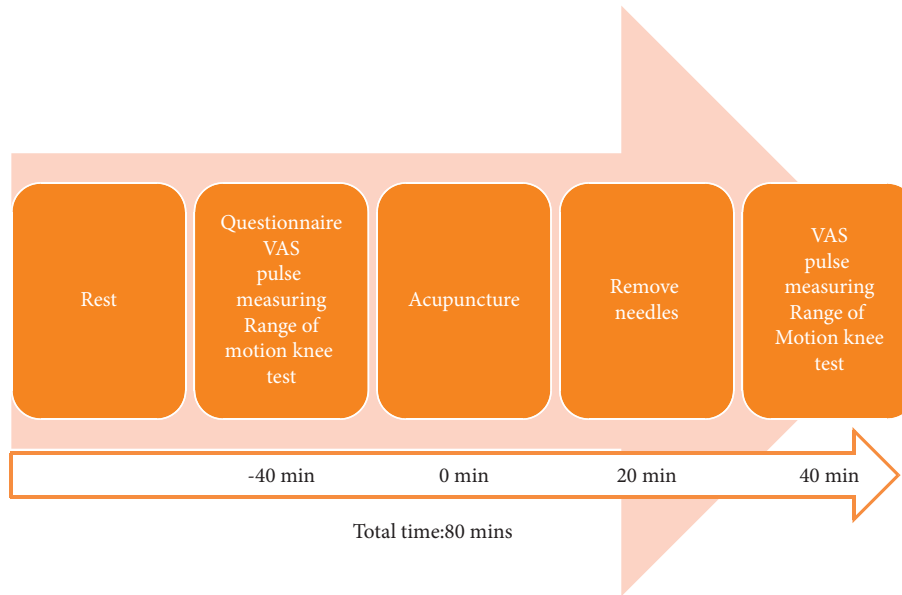 Rest
Questionnaire
VAS
pulse
measuring
Range of
motion knee
test
Acupuncture
Remove
needles
VAS
pulse
measuring
Range of
Motion knee
test
-40 min
0 min
20 min
40 min
Total time:80 mins